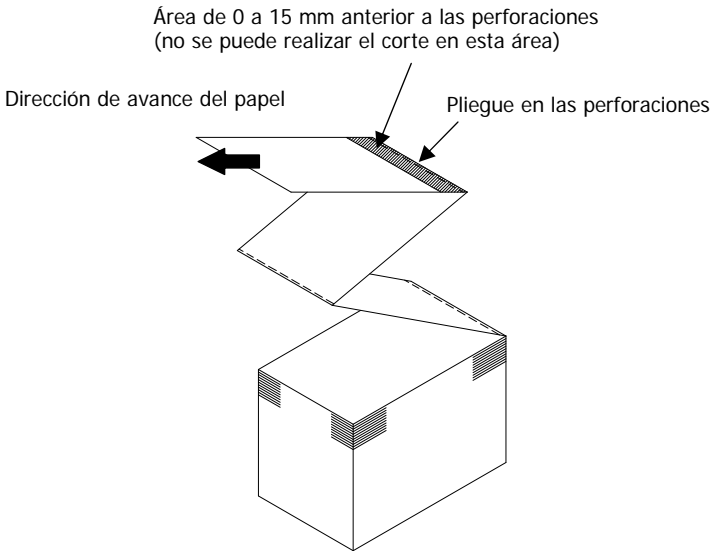 Área de 0 a 15 mm anterior a las perforaciones
(no se puede realizar el corte en esta área)
Dirección de avance del papel
Pliegue en las perforaciones